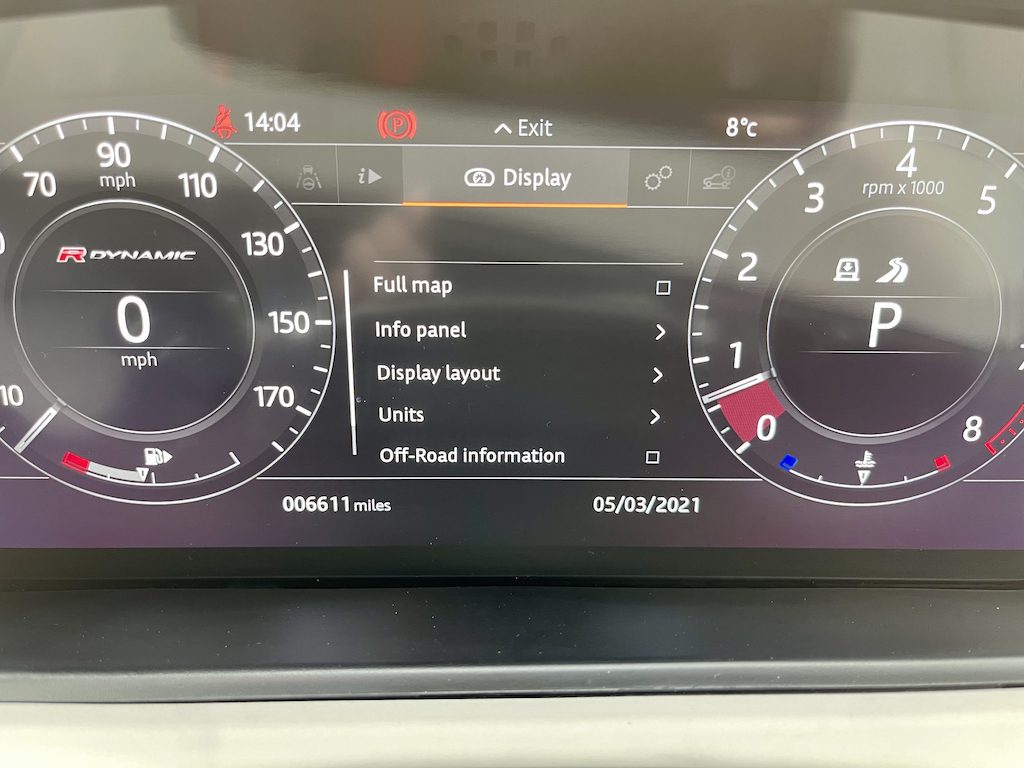 14:04
P
Exit
8°c
i
Display
i
70
90
110
mph
130
150
170
10
R DYNAMIC
0
mph
Full map
Info panel
Display layout
Units
Off-Road information
4
rpm x 1000
3
5
2
1
0
8
P
006611 miles
05/03/2021